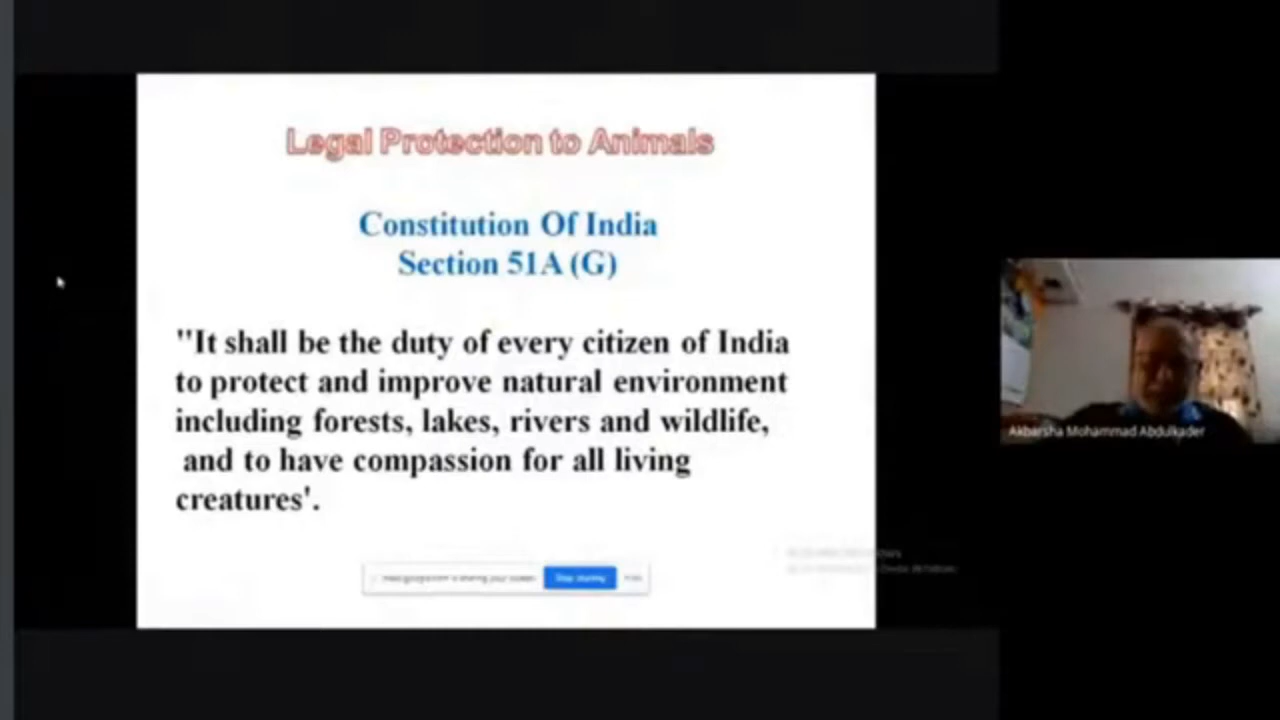 Legal Protection to Animals
Constitution Of India
Section 51A (G)
"It shall be the duty of every citizen of India
to protect and improve natural environment
including forests, lakes, rivers and wildlife,
and to have compassion for all living
creatures'.
Stop sharing
Akbarsha Mohammad Abdulkader